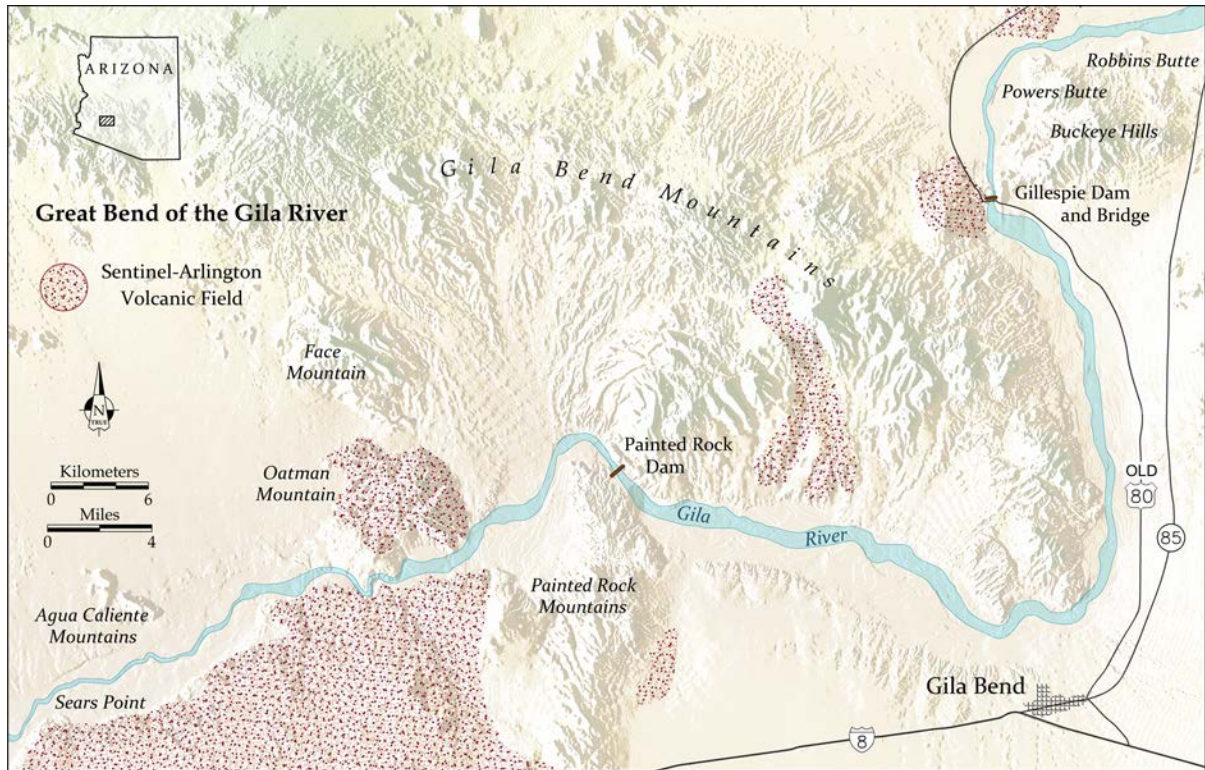 ARIZONA
Great Bend of the Gila River
Sentinel-Arlington
Volcanic Field
N
TRUE
Kilometers
0 6
Miles
0 4
Robbins Butte
Powers Butte
Buckeye Hills
Gila Bend Mountains
Gillespie Dam
and Bridge
Face
Mountain
Painted Rock
Dam
Oatman
Mountain
OLD
80
85
Gila
River
Painted Rock
Mountains
Agua Caliente
Mountains
Sears Point
Gila Bend
8